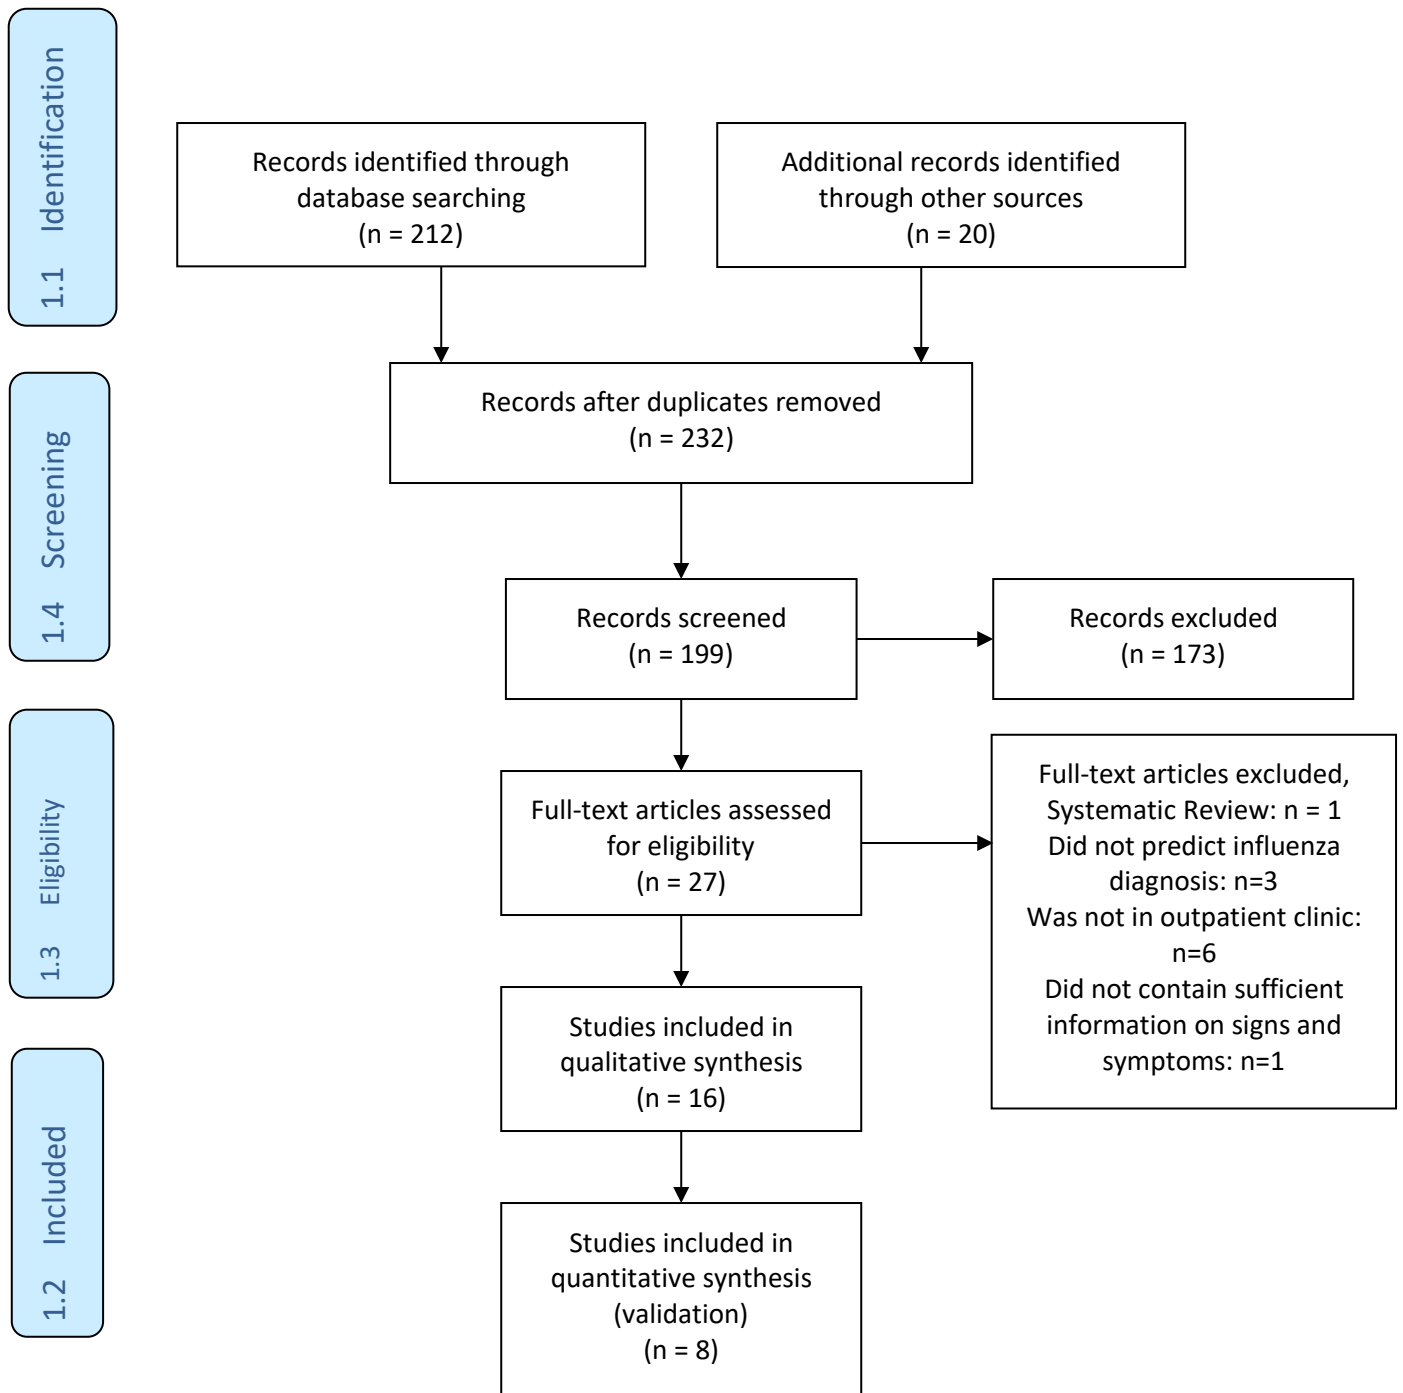 1.1 Identification
Records identified through
database searching
(n = 212)
Additional records identified
through other sources
(n = 20)
Records after duplicates removed
(n = 232)
1.4 Screening
Records screened
(n = 199)
Records excluded
(n = 173)
1.3 Eligibility
Full-text articles assessed
for eligibility
(n = 27)
Full-text articles excluded,
Systematic Review: n = 1
Did not predict influenza
diagnosis: n=3
Was not in outpatient clinic:
n=6
Did not contain sufficient
information on signs and
symptoms: n=1
Studies included in
qualitative synthesis
(n = 16)
1.2 Included
Studies included in
quantitative synthesis
(validation)
(n = 8)